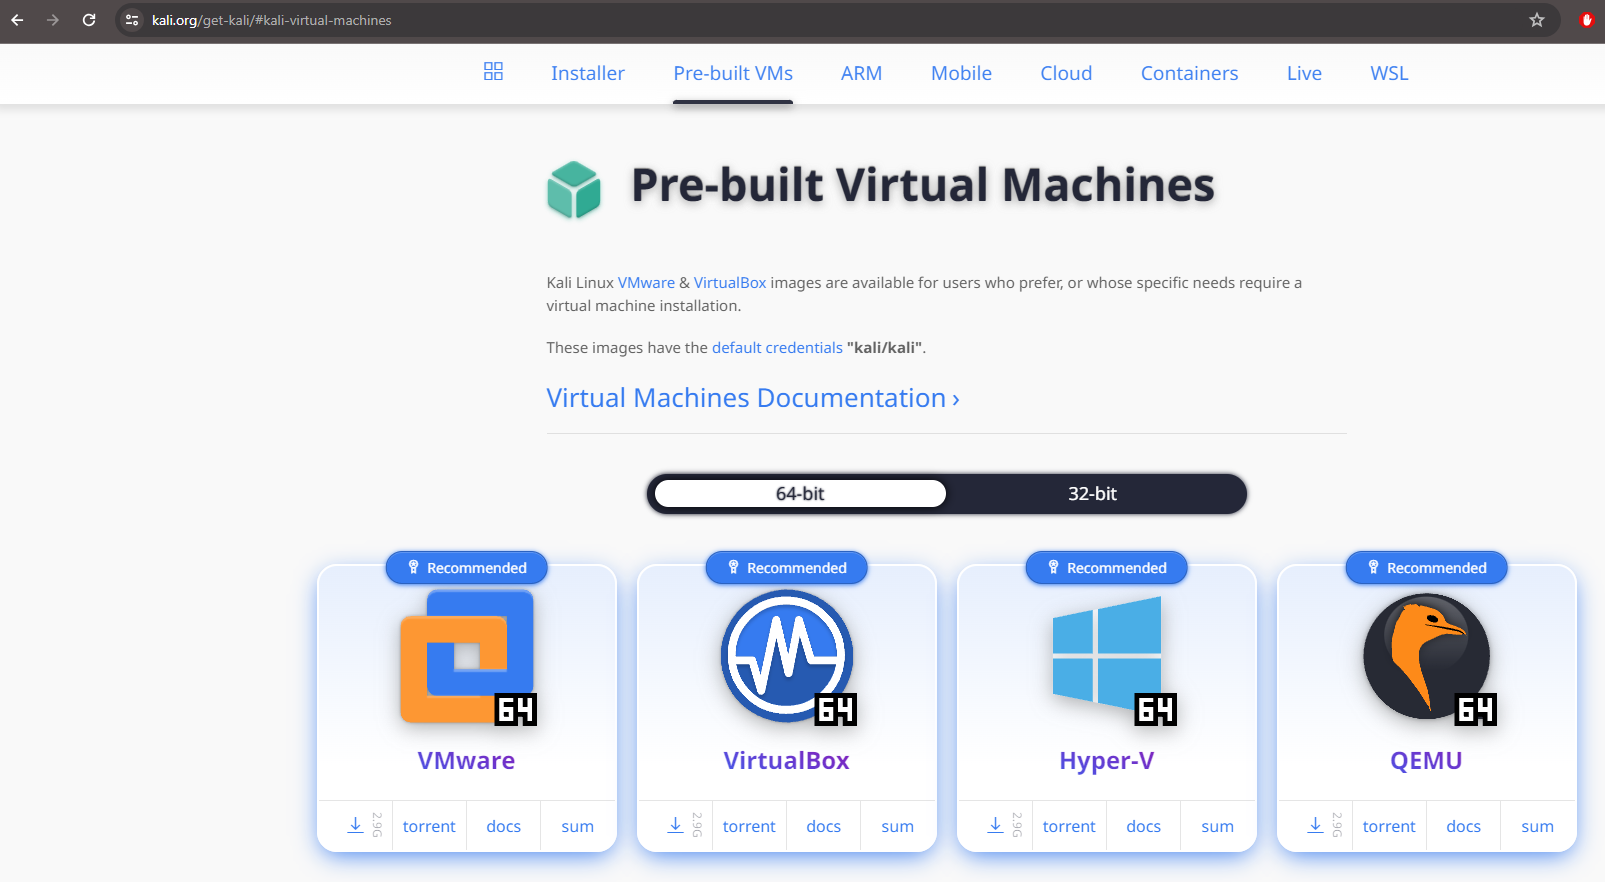 kali.org/get-kali/#kali-virtual-machines
Installer Pre-built VMs ARM Mobile Cloud Containers Live WSL
Pre-built Virtual Machines
Kali Linux VMware & VirtualBox images are available for users who prefer, or whose specific needs require a
virtual machine installation.
These images have the default credentials "kali/kali".
Virtual Machines Documentation ›
64-bit 32-bit
Recommended Recommended Recommended Recommended
64 64 64 64
VMware VirtualBox Hyper-V QEMU
2.9G torrent docs sum 2.9G torrent docs sum 2.9G torrent docs sum 2.9G torrent docs sum